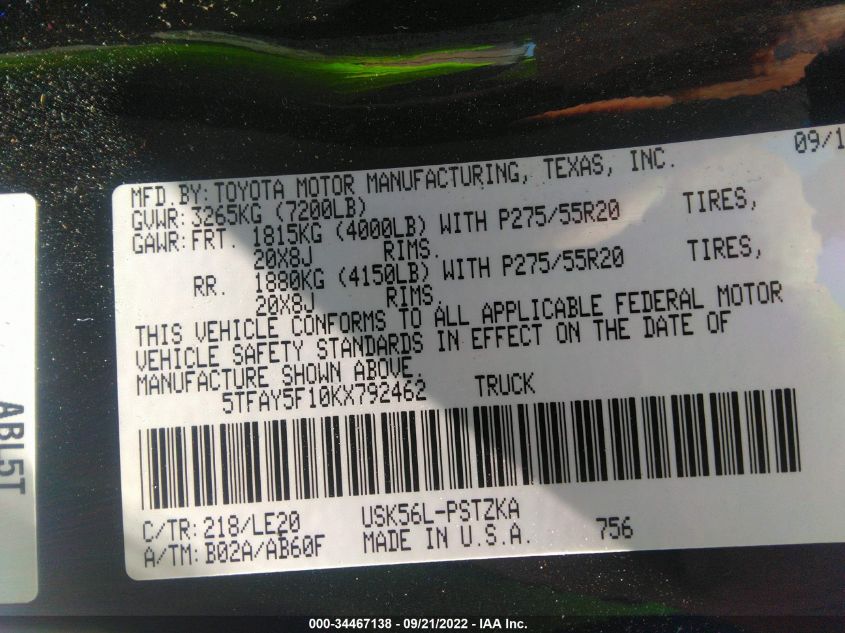 09/1
MFD.BY:TOYOTA MOTOR MANUFACTURING, TEXAS, INC.
GVWR:3265KG (7200LB)
GAWR:FRT. 1815KG (4000LB) WITH P275/55R20 TIRES,
20X8J RIMS.
RR. 1880KG (4150LB) WITH P275/55R20 TIRES,
20X8J RIMS.
THIS VEHICLE CONFORMS TO ALL APPLICABLE FEDERAL MOTOR
VEHICLE SAFETY STANDARDS IN EFFECT ON THE DATE OF
MANUFACTURE SHOWN ABOVE.
5TFAY5F10KX792462 TRUCK
C/TR:218/LE20 USK56L-PSTZKA
A/TM:B02A/AB60F MADE IN U.S.A. 756
ABL5T
000-34467138 - 09/21/2022 - IAA Inc.